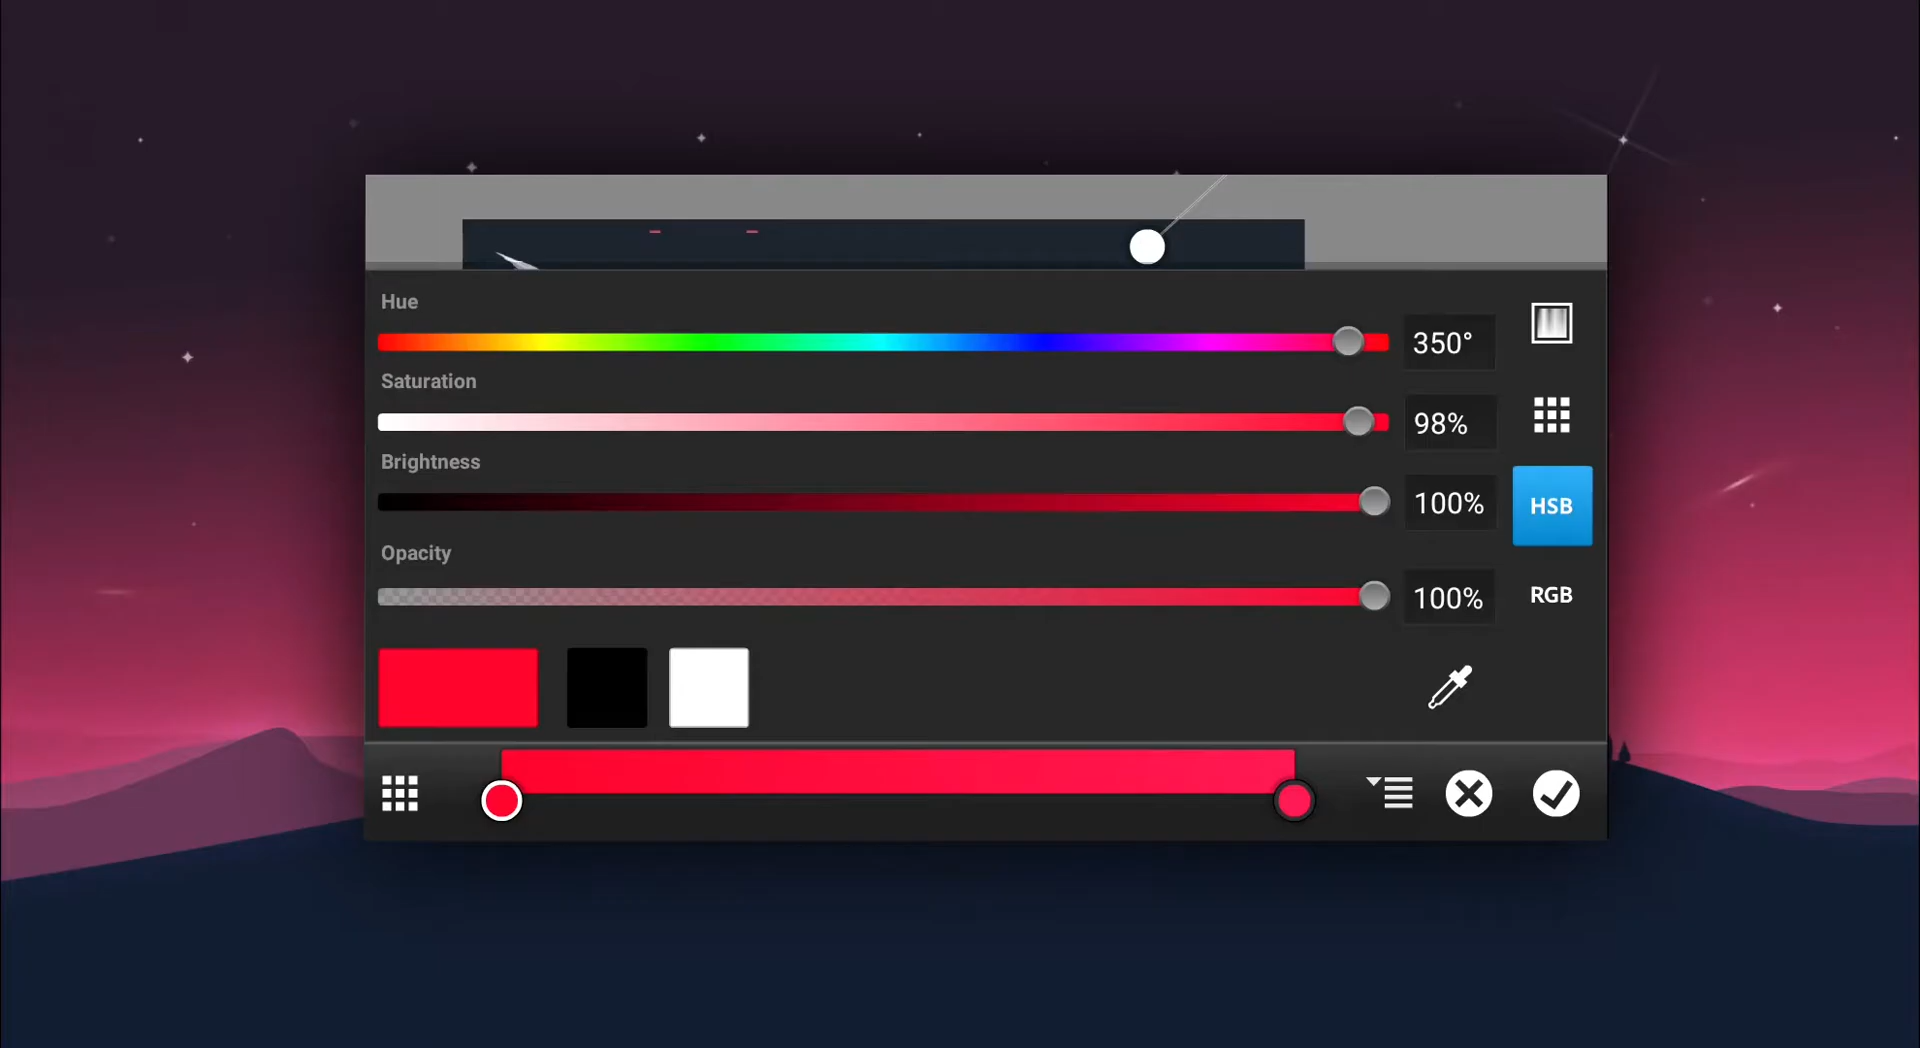 Hue
350°
Saturation
98%
Brightness
100%
HSB
Opacity
100%
RGB